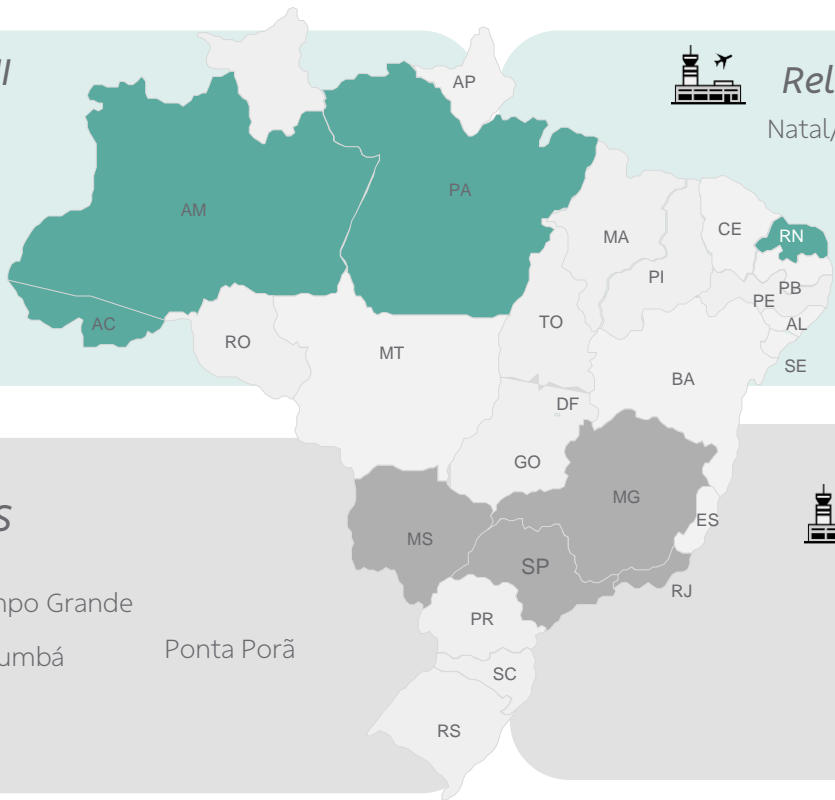 II
Rel
Natal/
AP
AM
PA
MA
CE
RN
PI
PB
PE
AL
SE
AC
RO
MT
TO
BA
DF
GO
MG
ES
MS
SP
RJ
PR
SC
RS
S
mpo Grande
umbá
Ponta Porã